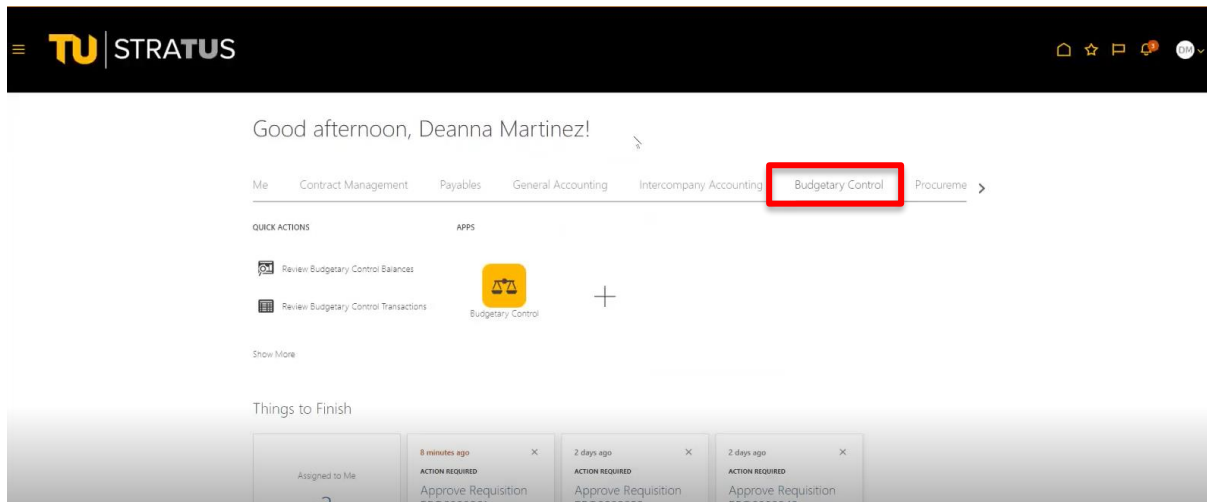 TU STRATUS
3
DM
Good afternoon, Deanna Martinez!
Me Contract Management Payables General Accounting Intercompany Accounting Budgetary Control Procureme
QUICK ACTIONS APPS
Review Budgetary Control Balances
Review Budgetary Control Transactions
Budgetary Control
Show More
Things to Finish
Assigned to Me
8 minutes ago
ACTION REQUIRED
Approve Requisition
2 days ago
ACTION REQUIRED
Approve Requisition
2 days ago
ACTION REQUIRED
Approve Requisition